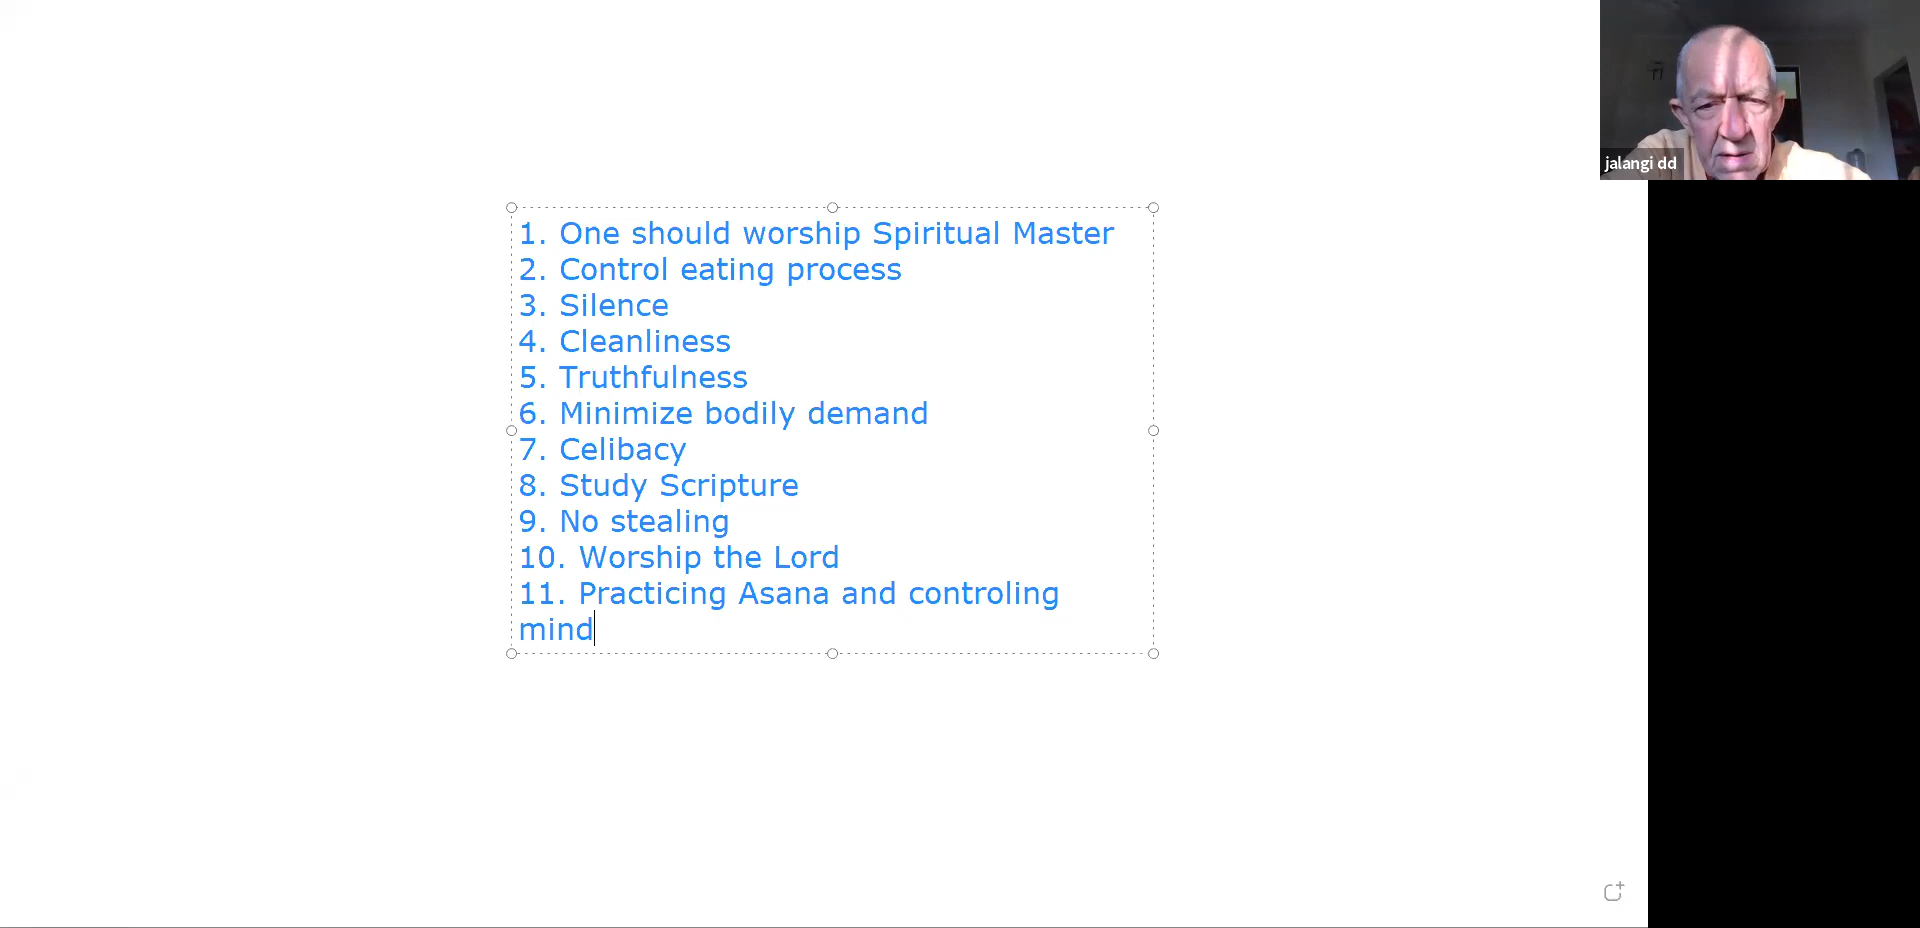 jalangi dd
1. One should worship Spiritual Master
2. Control eating process
3. Silence
4. Cleanliness
5. Truthfulness
6. Minimize bodily demand
7. Celibacy
8. Study Scripture
9. No stealing
10. Worship the Lord
11. Practicing Asana and controling
mind